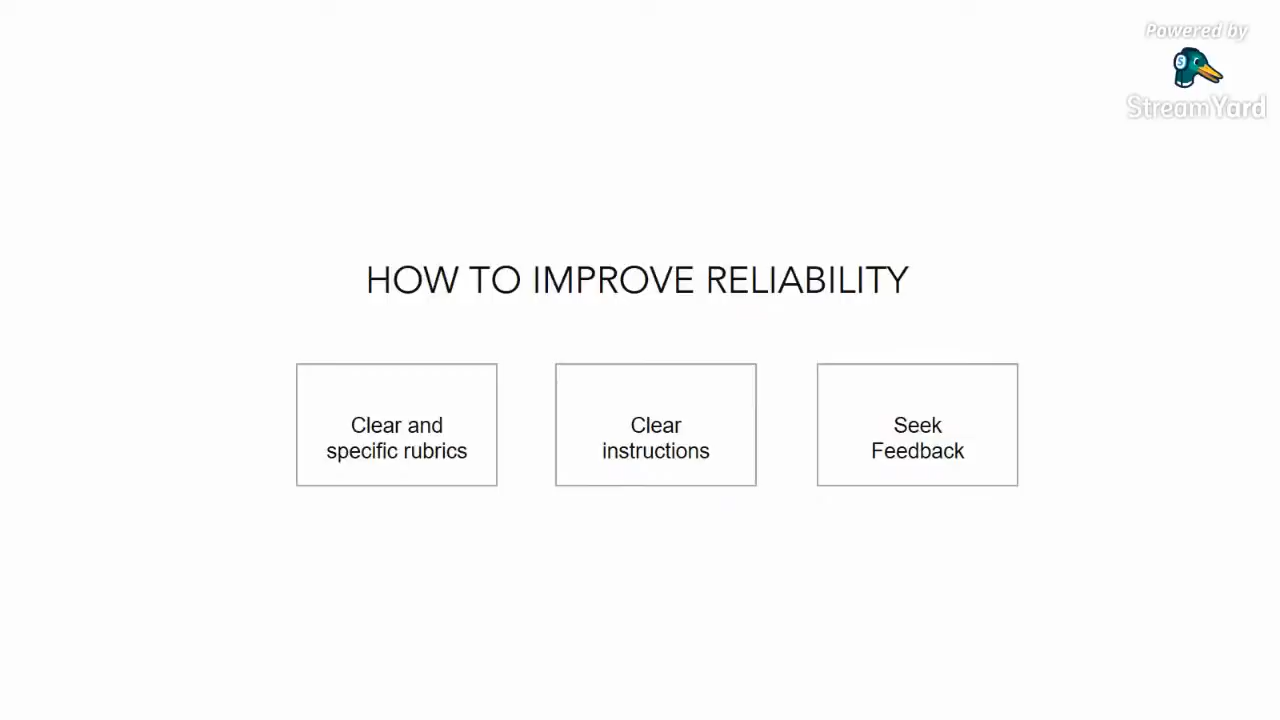 Powered by
S
StreamYard
HOW TO IMPROVE RELIABILITY
Clear and
specific rubrics
Clear
instructions
Seek
Feedback